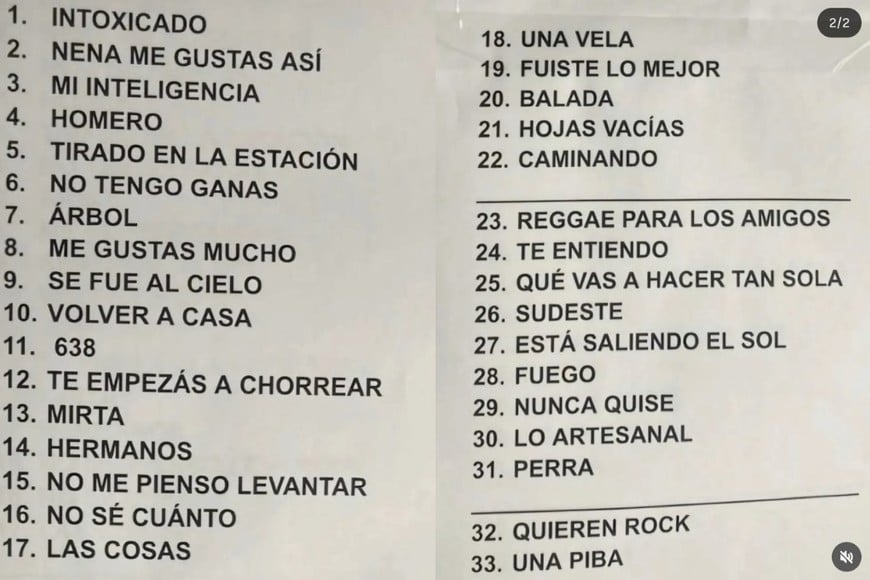 1. INTOXICADO
2. NENA ME GUSTAS ASÍ
3. MI INTELIGENCIA
4. HOMERO
5. TIRADO EN LA ESTACIÓN
6. NO TENGO GANAS
7. ÁRBOL
8. ME GUSTAS MUCHO
9. SE FUE AL CIELO
10. VOLVER A CASA
11. 638
12. TE EMPEZÁS A CHORREAR
13. MIRTA
14. HERMANOS
15. NO ME PIENSO LEVANTAR
16. NO SÉ CUÁNTO
17. LAS COSAS
2/2
18. UNA VELA
19. FUISTE LO MEJOR
20. BALADA
21. HOJAS VACÍAS
22. CAMINANDO
23. REGGAE PARA LOS AMIGOS
24. TE ENTIENDO
25. QUÉ VAS A HACER TAN SOLA
26. SUDESTE
27. ESTÁ SALIENDO EL SOL
28. FUEGO
29. NUNCA QUISE
30. LO ARTESANAL
31. PERRA
32. QUIEREN ROCK
33. UNA PIBA